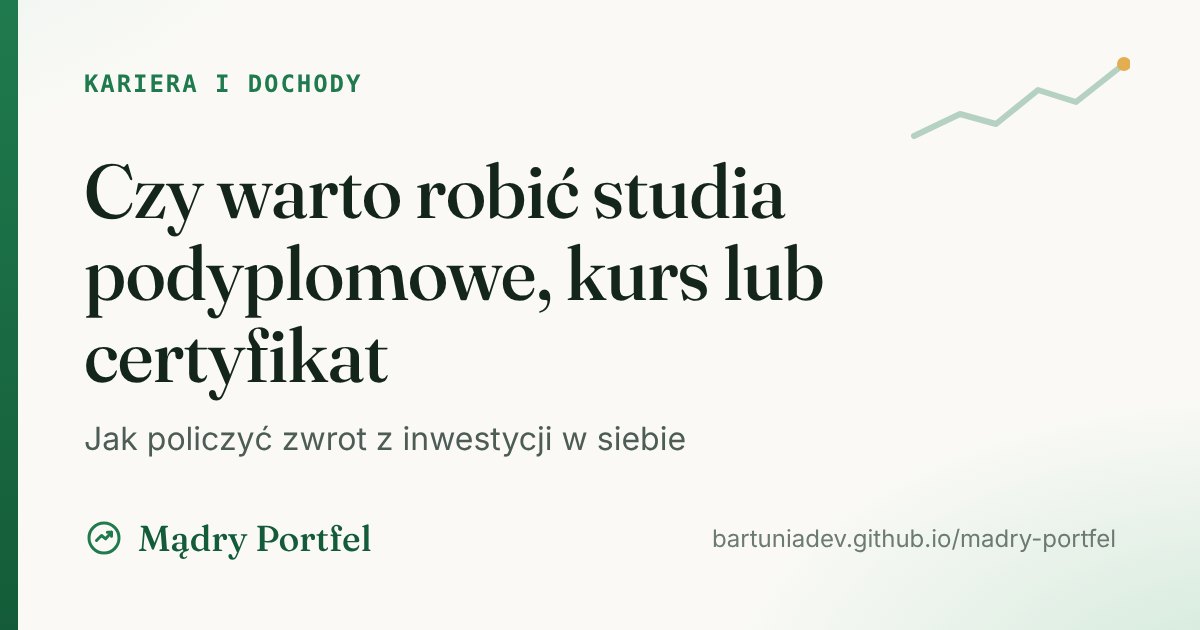 KARIERA I DOCHODY
Czy warto robić studia
podyplomowe, kurs lub
certyfikat
Jak policzyć zwrot z inwestycji w siebie
Mądry Portfel
bartuniadev.github.io/madry-portfel